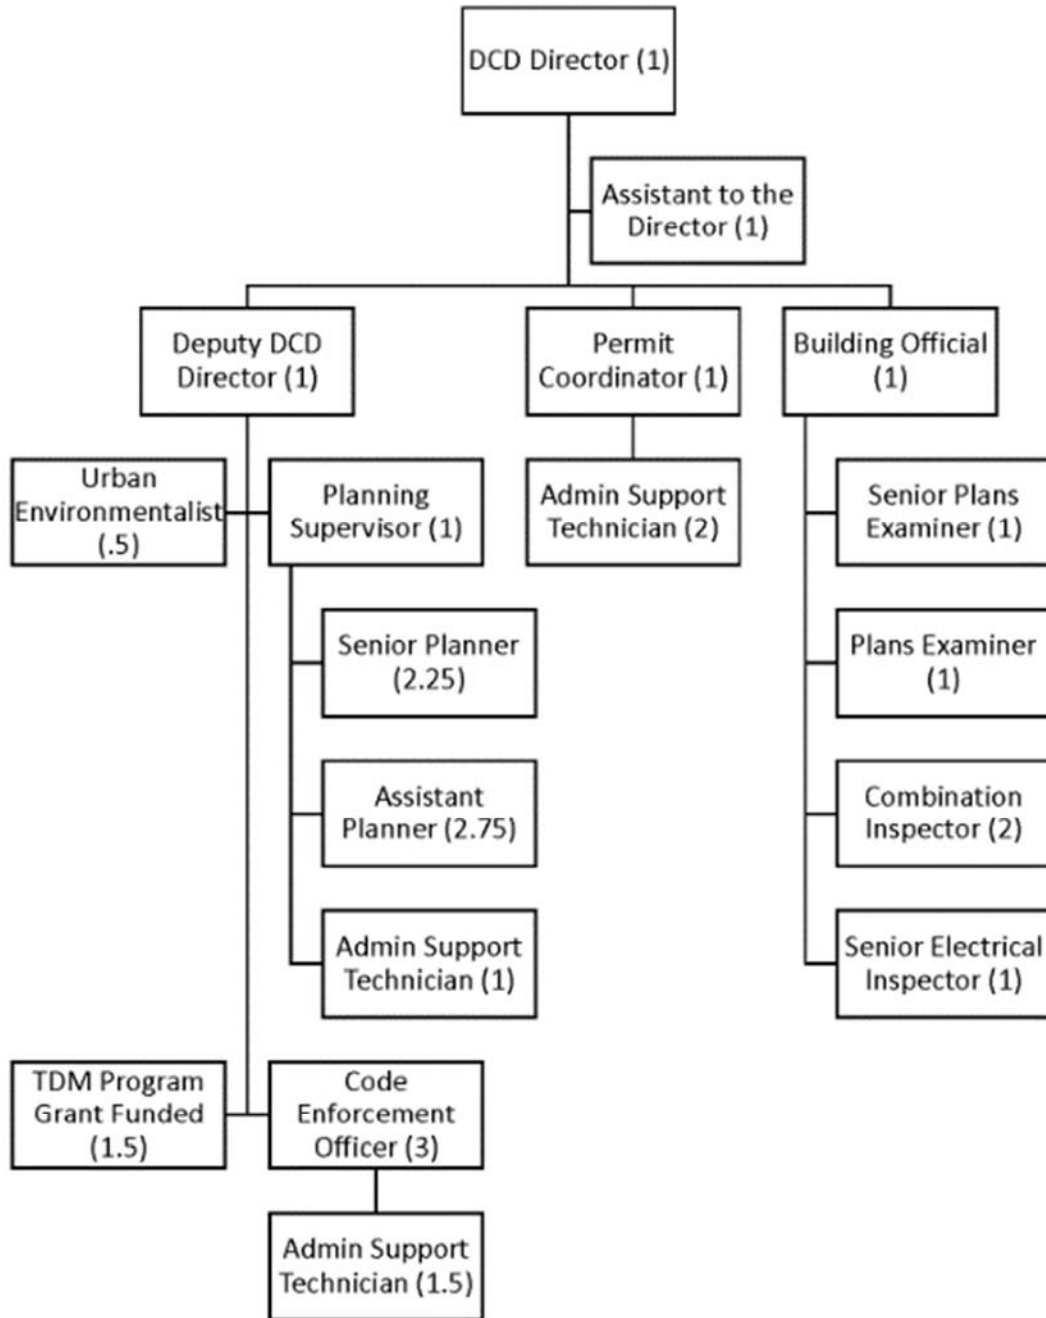 DCD Director (1)
Assistant to the
Director (1)
Deputy DCD
Director (1)
Permit
Coordinator (1)
Building Official
(1)
Urban
Environmentalist
(.5)
Planning
Supervisor (1)
Admin Support
Technician (2)
Senior Plans
Examiner (1)
Senior Planner
(2.25)
Plans Examiner
(1)
Assistant
Planner (2.75)
Combination
Inspector (2)
Admin Support
Technician (1)
Senior Electrical
Inspector (1)
TDM Program
Grant Funded
(1.5)
Code
Enforcement
Officer (3)
Admin Support
Technician (1.5)